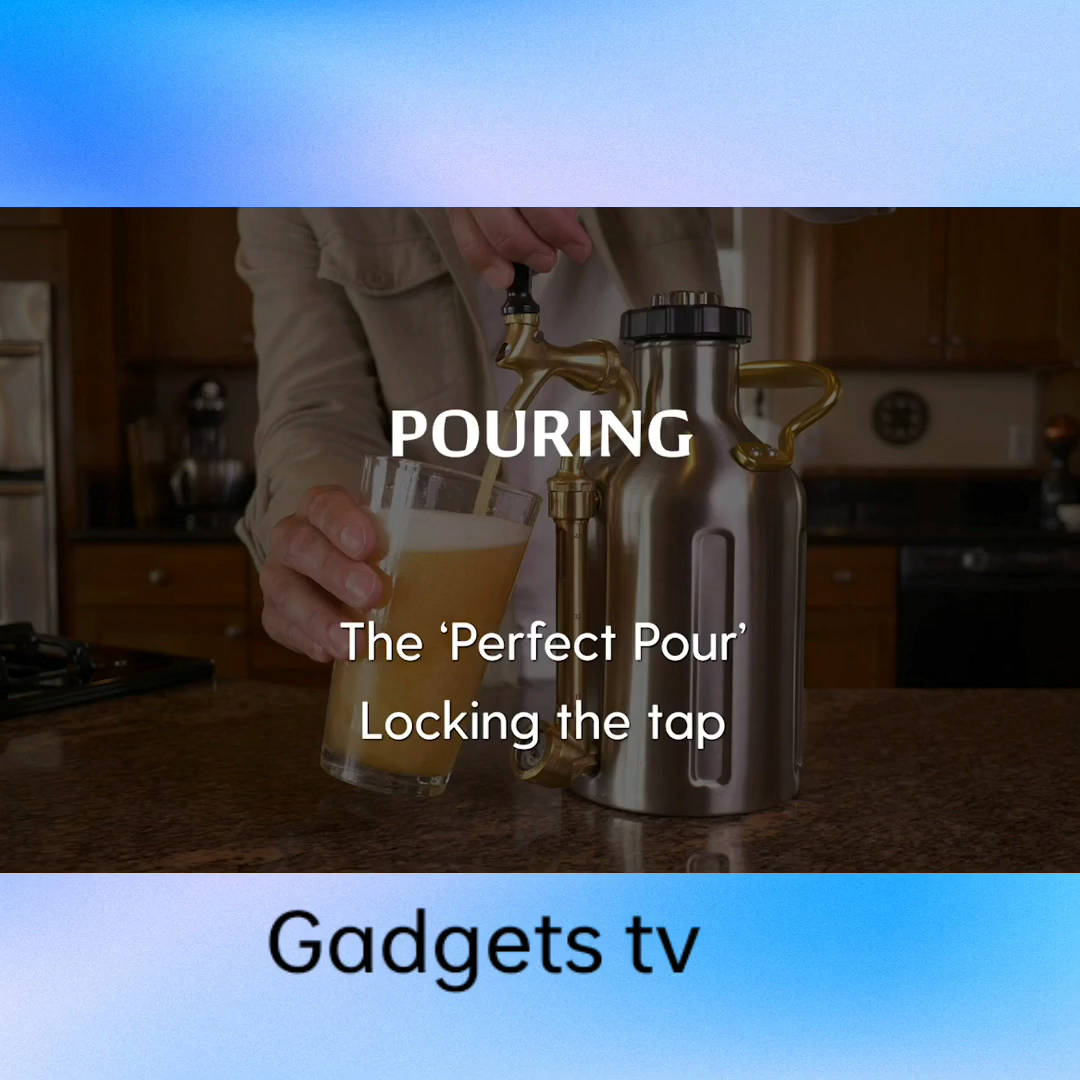 POURING
The ‘Perfect Pour’
Locking the tap
Gadgets tv